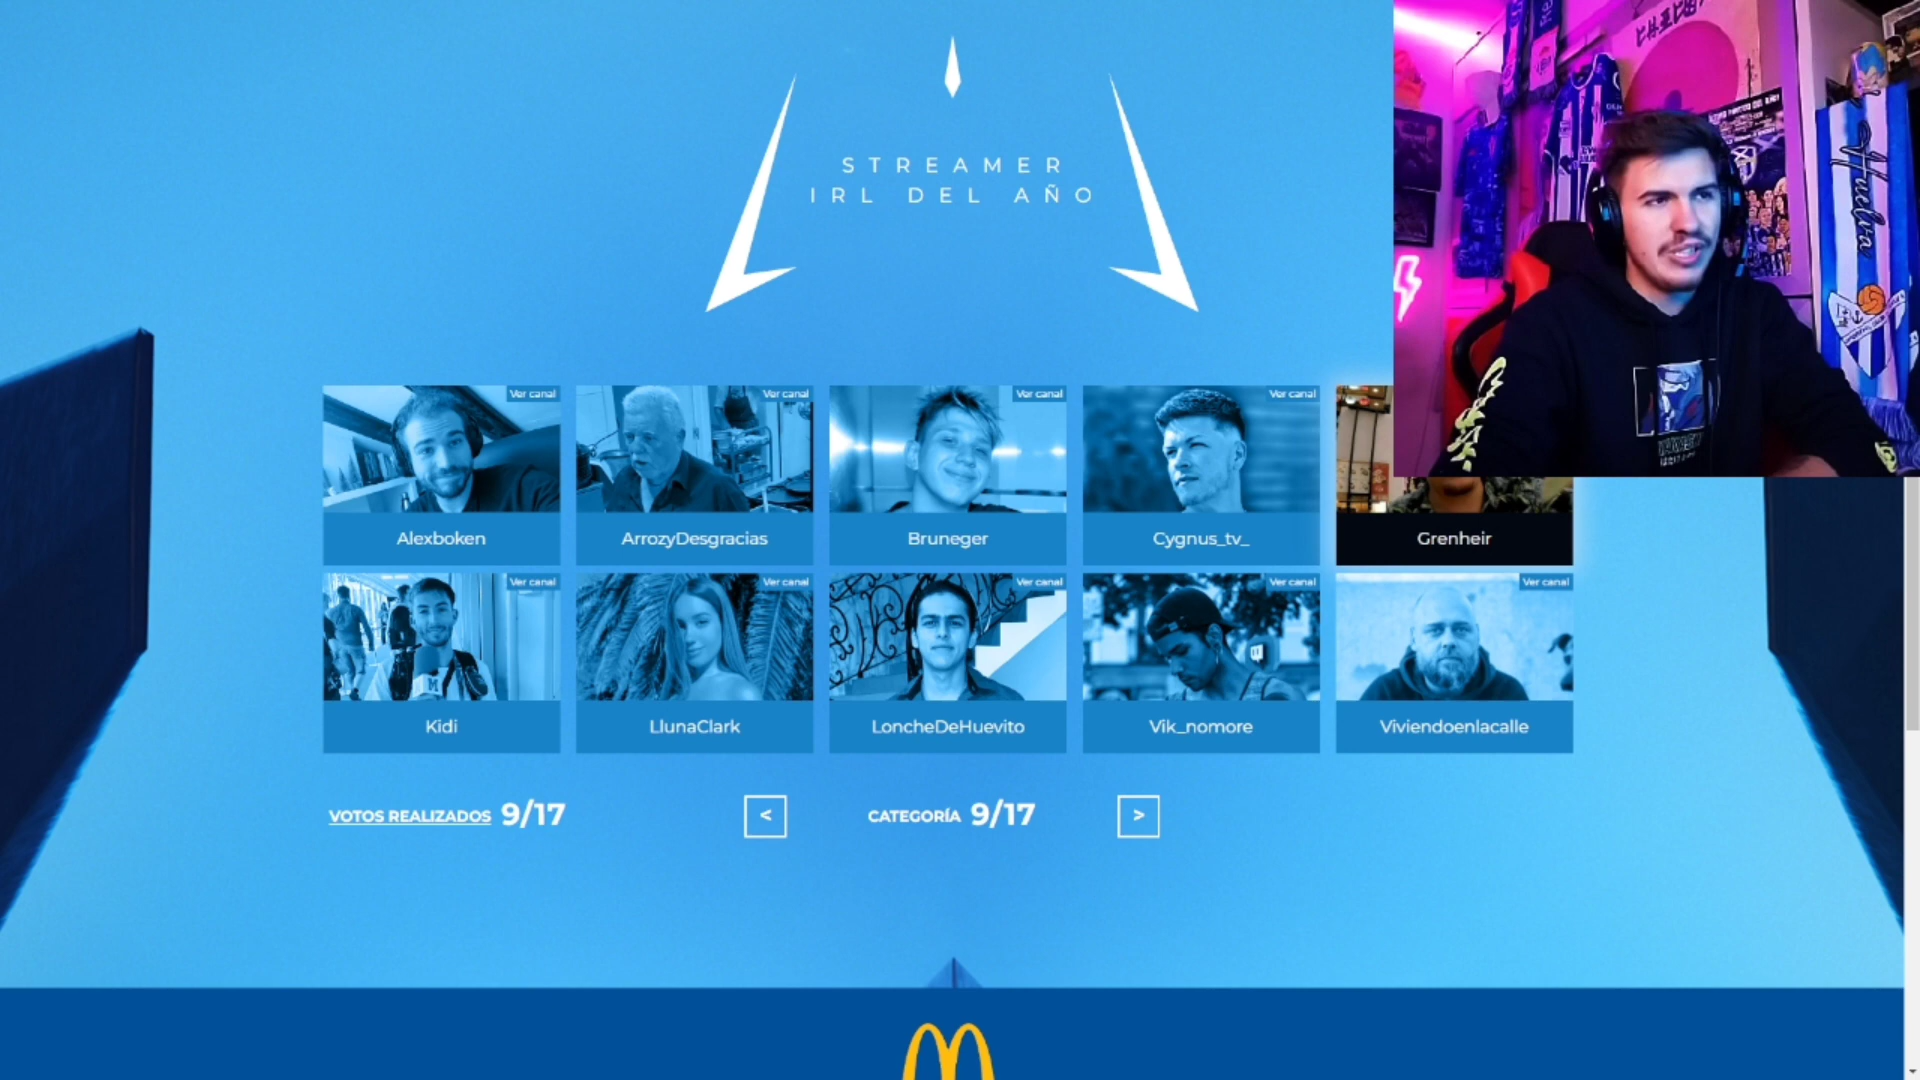 STREAMER
IRL DEL AÑO
Ver canal
Ver canal
Ver canal
Ver canal
Alexboken
ArrozyDesgracias
Bruneger
Cygnus_tv_
Grenheir
Ver canal
Ver canal
Ver canal
Ver canal
Ver canal
Kidi
LlunaClark
LoncheDeHuevito
Vik_nomore
Viviendoenlacalle
VOTOS REALIZADOS 9/17
<
CATEGORÍA 9/17
>
Huelva